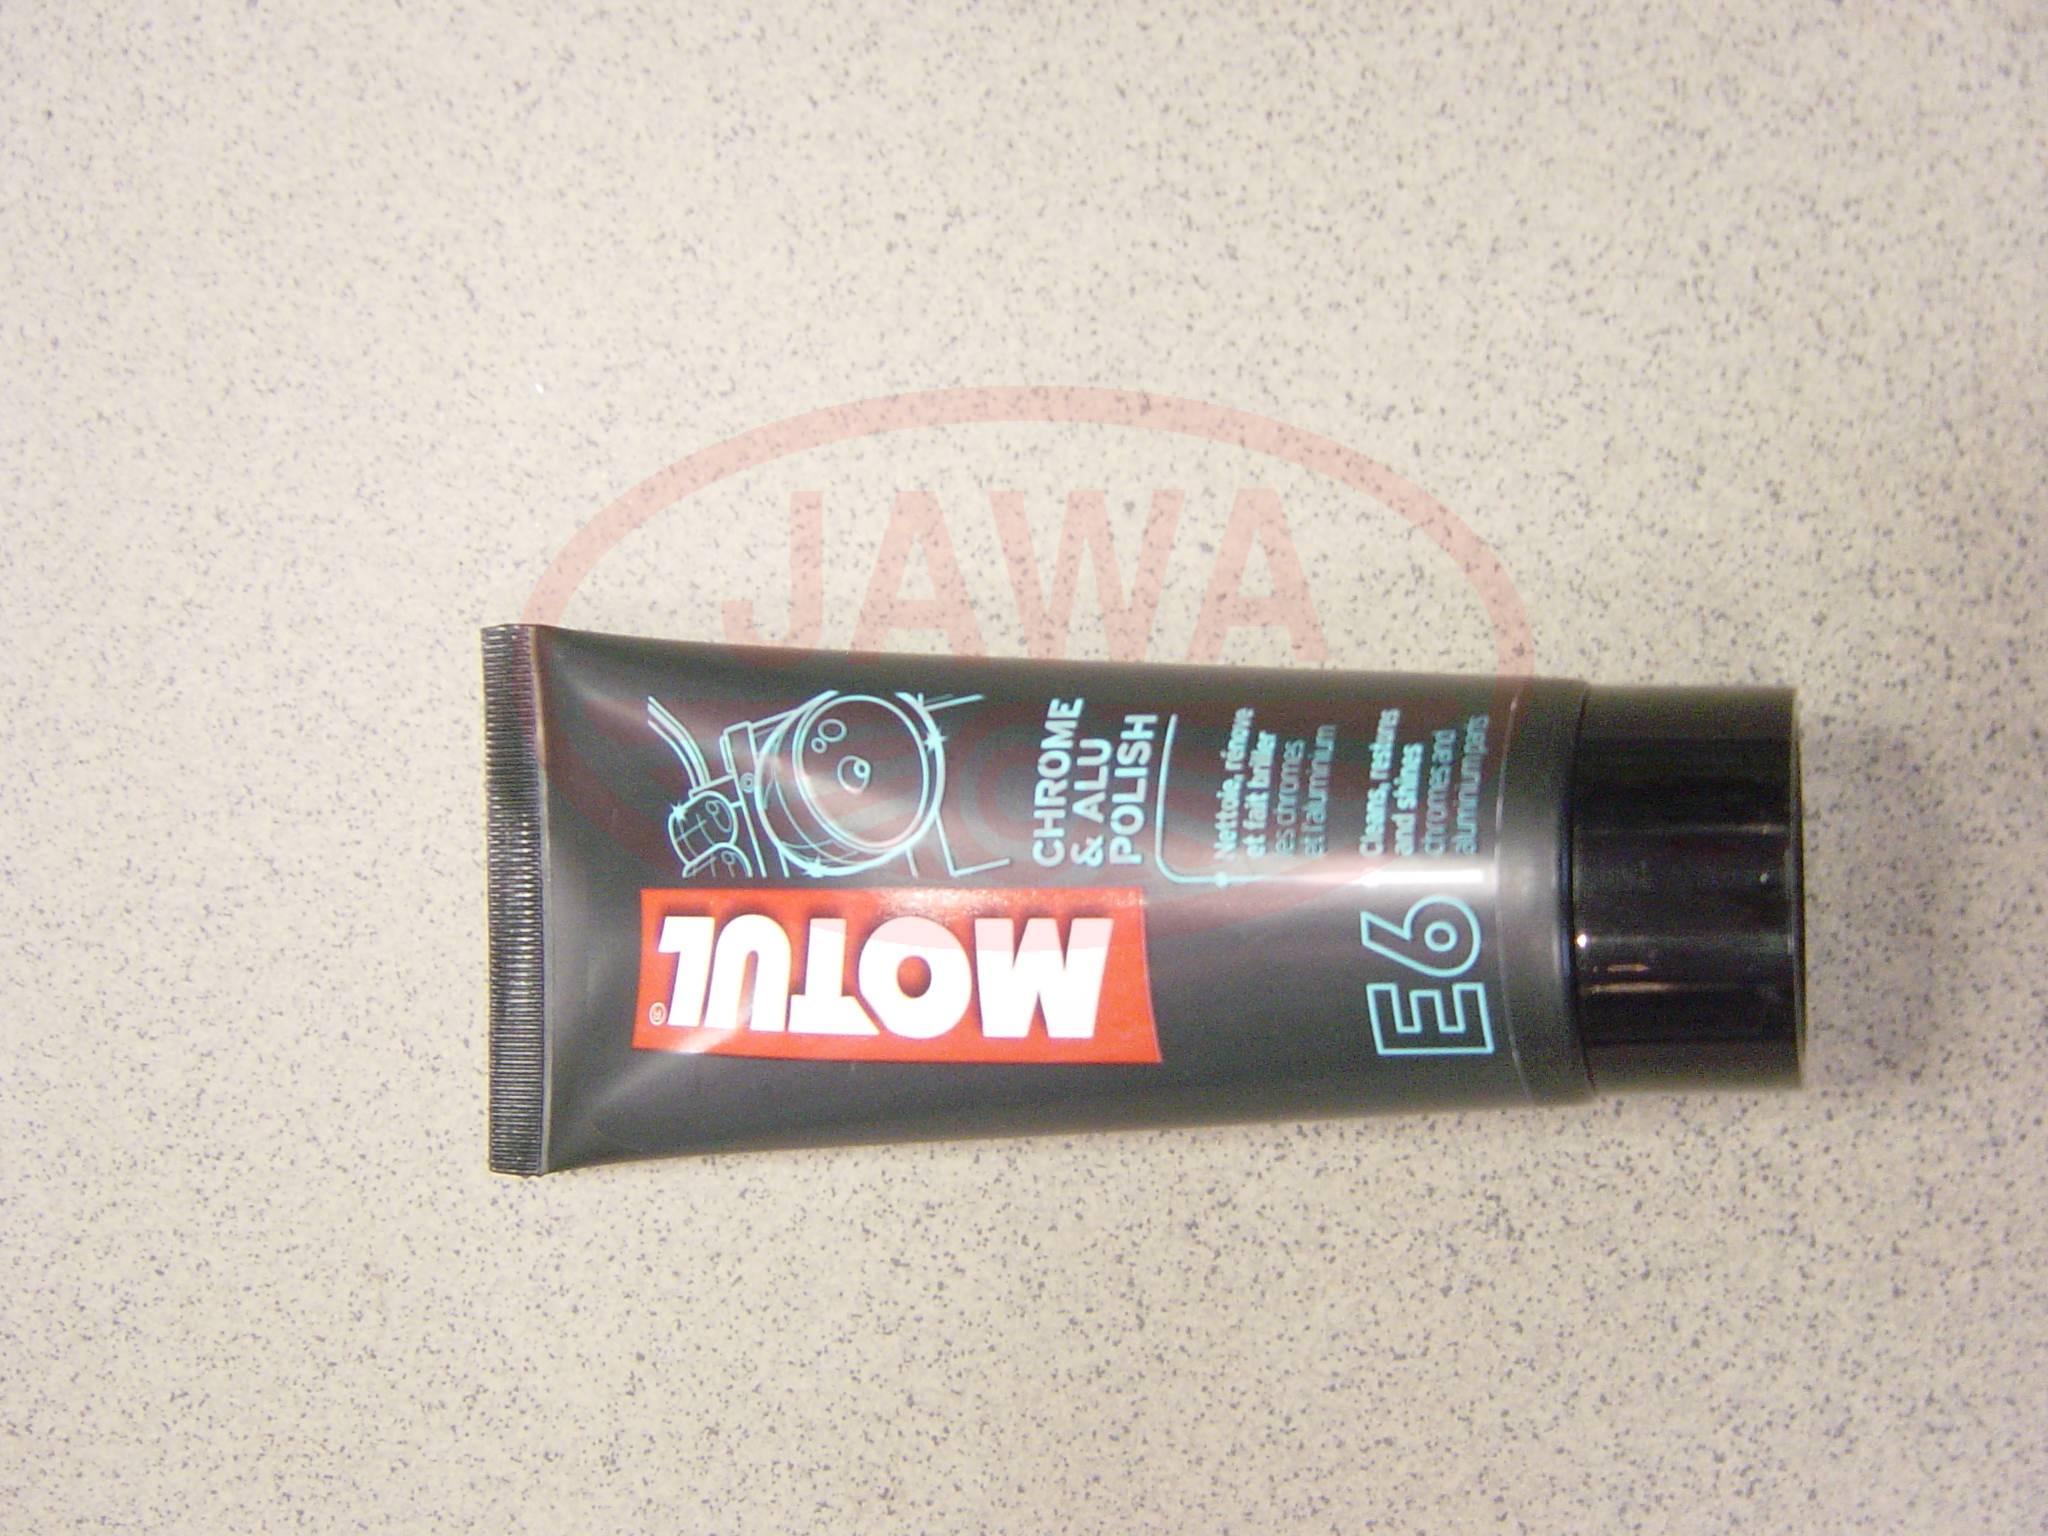 JAWA
MOTUL®
CHROME
& ALU
POLISH
Nettoie, rénove
et fait briller
les chromes
et l'aluminium
Cleans, restores
and shines
chromes and
aluminum parts
E6